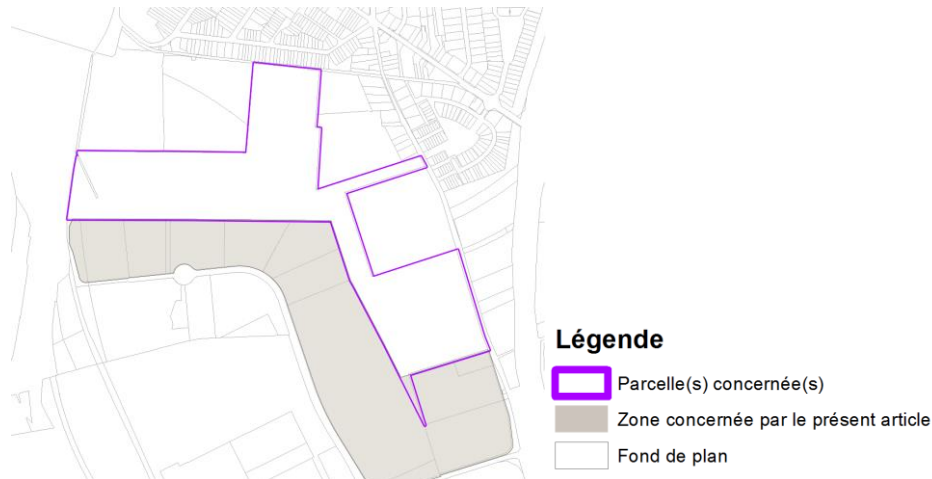 Légende
Parcelle(s) concernée(s)
Zone concernée par le présent article
Fond de plan